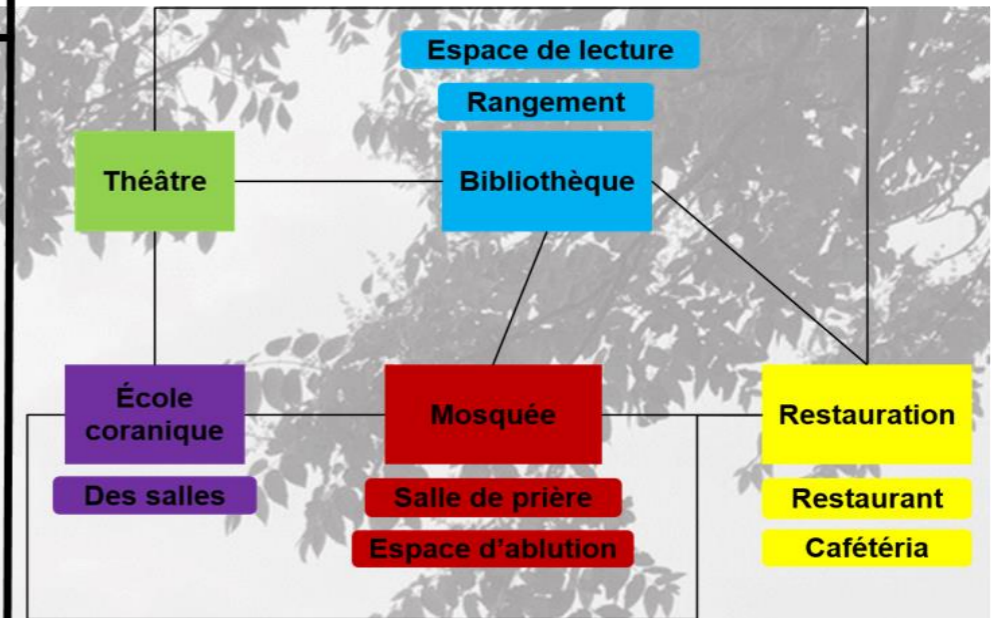 Espace de lecture
Rangement
Théâtre
Bibliothèque
École
coranique
Mosquée
Restauration
Des salles
Salle de prière
Restaurant
Espace d'ablution
Cafétéria